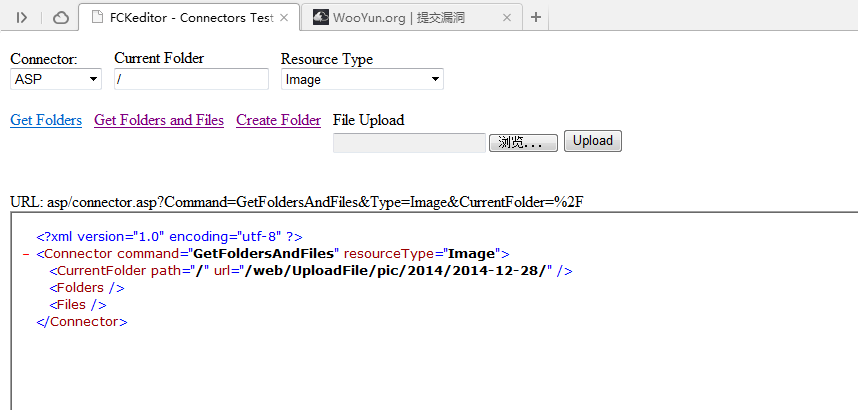 FCKeditor - Connectors Test
WooYun.org | 提交漏洞
Connector: Current Folder Resource Type
ASP / Image
Get Folders Get Folders and Files Create Folder File Upload
浏览... Upload
URL: asp/connector.asp?Command=GetFoldersAndFiles&Type=Image&CurrentFolder=%2F
<?xml version="1.0" encoding="utf-8" ?>
- <Connector command="GetFoldersAndFiles" resourceType="Image">
<CurrentFolder path="/" url="/web/UploadFile/pic/2014/2014-12-28/" />
<Folders />
<Files />
</Connector>